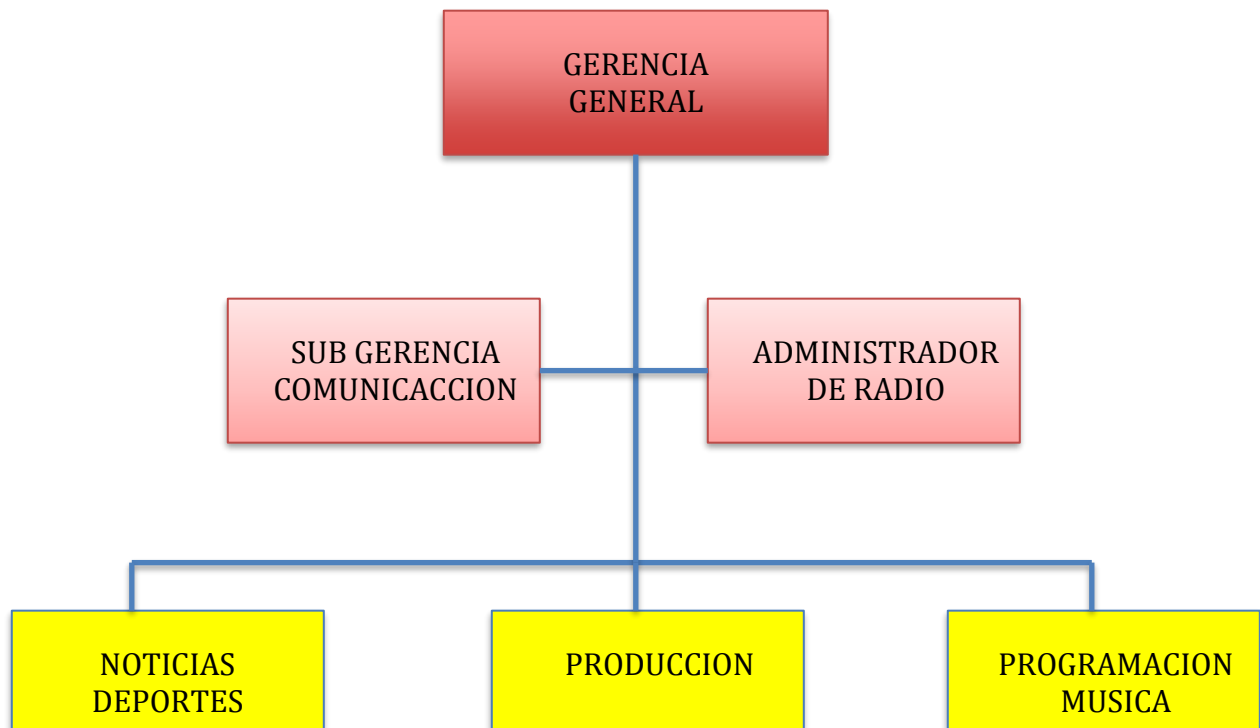 GERENCIA
GENERAL
SUB GERENCIA
COMUNICACCION
ADMINISTRADOR
DE RADIO
NOTICIAS
DEPORTES
PRODUCCION
PROGRAMACION
MUSICA